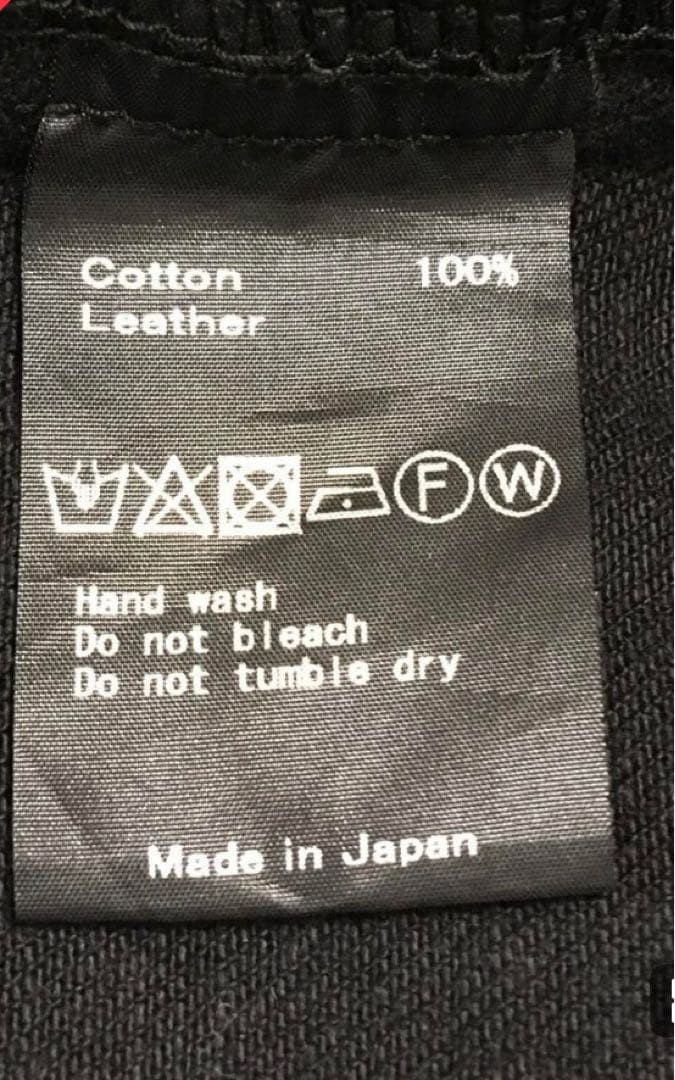 Cotton 100%
Leather
F W
Hand wash
Do not bleach
Do not tumble dry
Made in Japan